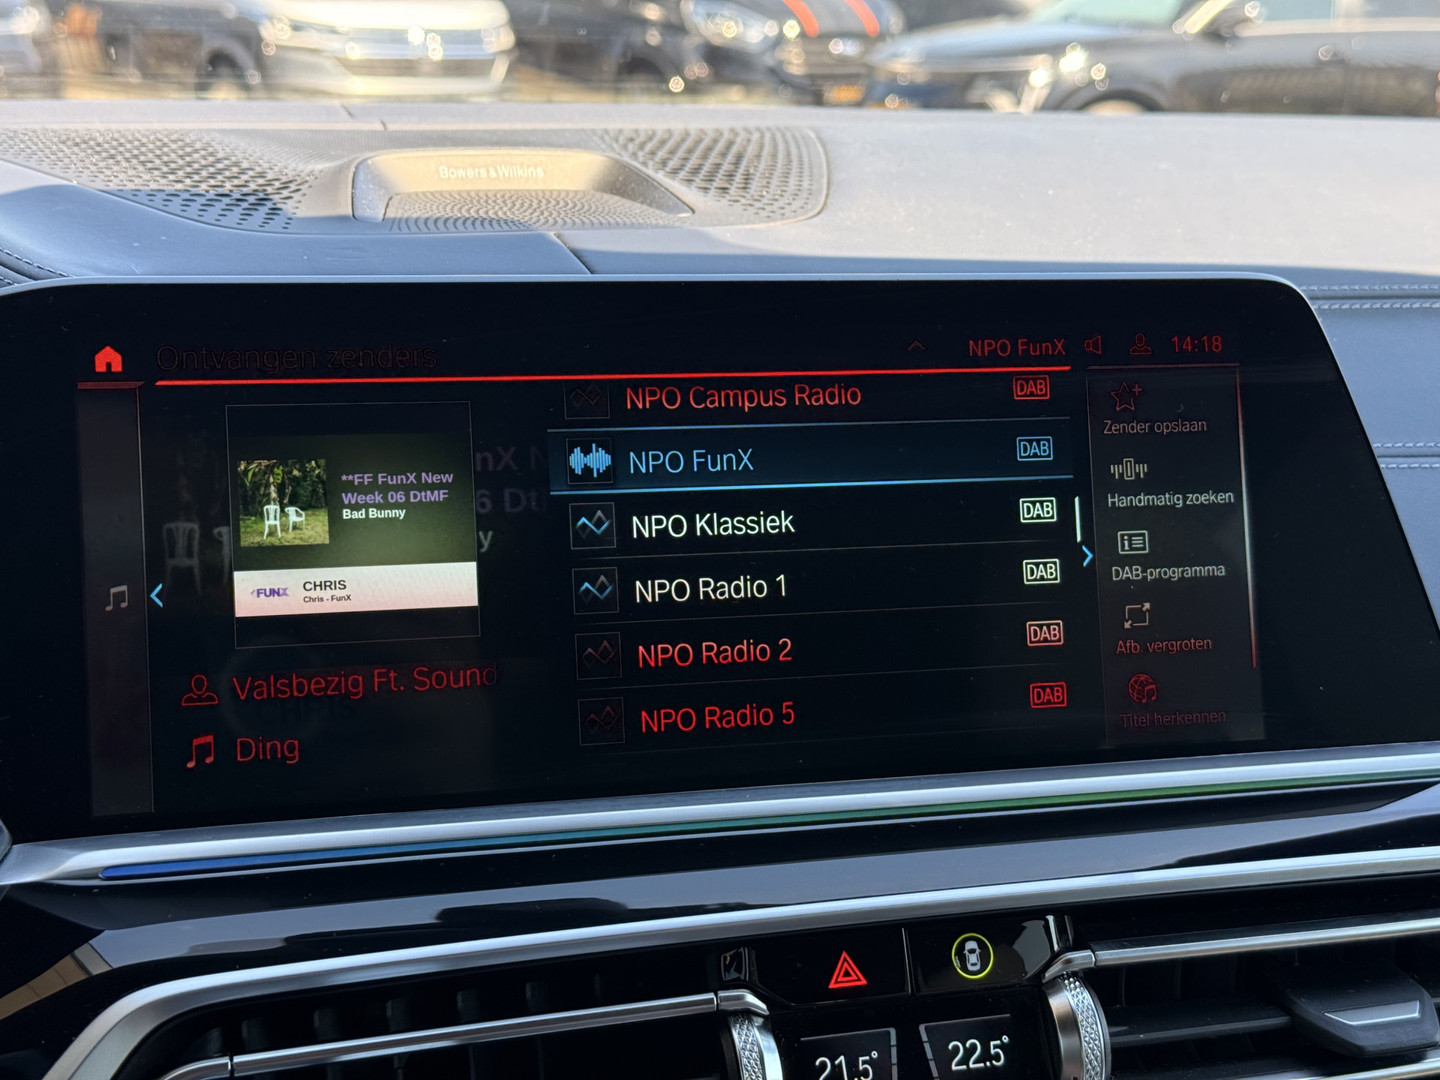 Bowers & Wilkins
Ontvangen zenders
NPO FunX
14:18
NPO Campus Radio
DAB
NPO FunX
DAB
NPO Klassiek
DAB
NPO Radio 1
DAB
NPO Radio 2
DAB
NPO Radio 5
DAB
**FF FunX New
Week 06 DtMF
Bad Bunny
FUNX
CHRIS
Chris - FunX
Valsbezig Ft. Sound
Ding
Zender opslaan
Handmatig zoeken
DAB-programma
Afb. vergroten
Titel herkennen
21.5°
22.5°